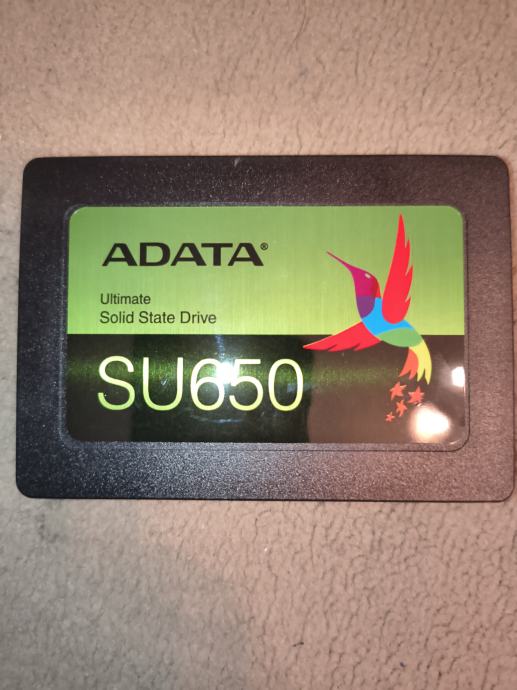 ADATA®
Ultimate
Solid State Drive
SU650